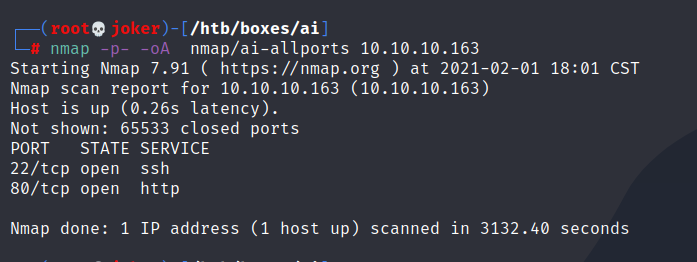 ┌──(root💀joker)-[/htb/boxes/ai]
└─# nmap -p- -oA  nmap/ai-allports 10.10.10.163
Starting Nmap 7.91 ( https://nmap.org ) at 2021-02-01 18:01 CST
Nmap scan report for 10.10.10.163 (10.10.10.163)
Host is up (0.26s latency).
Not shown: 65533 closed ports
PORT   STATE SERVICE
22/tcp open  ssh
80/tcp open  http

Nmap done: 1 IP address (1 host up) scanned in 3132.40 seconds